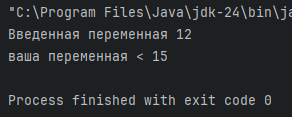 "C:\Program Files\Java\jdk-24\bin\ja
Введенная переменная 12
ваша переменная < 15
Process finished with exit code 0